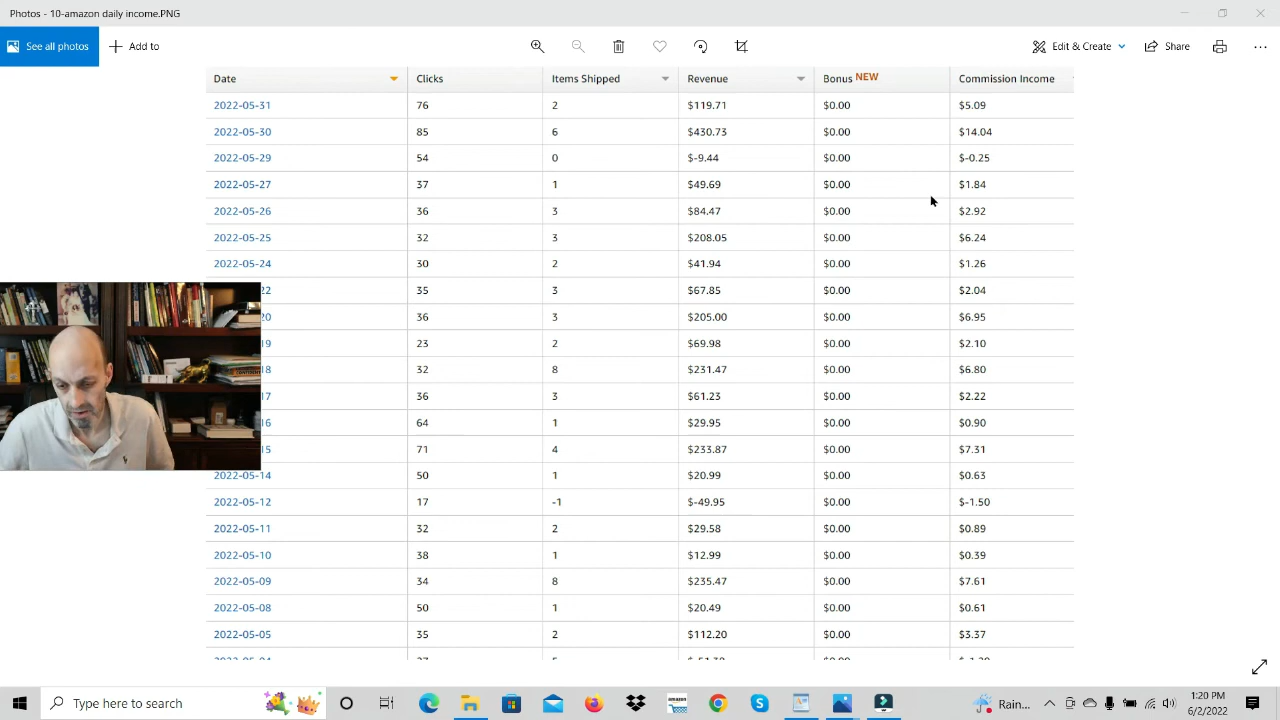 Photos - 10-amazon daily income.PNG
See all photos Add to Edit & Create Share
Date Clicks Items Shipped Revenue Bonus NEW Commission Income
2022-05-31 76 2 $119.71 $0.00 $5.09
2022-05-30 85 6 $430.73 $0.00 $14.04
2022-05-29 54 0 $-9.44 $0.00 $-0.25
2022-05-27 37 1 $49.69 $0.00 $1.84
2022-05-26 36 3 $84.47 $0.00 $2.92
2022-05-25 32 3 $208.05 $0.00 $6.24
2022-05-24 30 2 $41.94 $0.00 $1.26
22 35 3 $67.85 $0.00 $2.04
20 36 3 $205.00 $0.00 $6.95
19 23 2 $69.98 $0.00 $2.10
18 32 8 $231.47 $0.00 $6.80
17 36 3 $61.23 $0.00 $2.22
16 64 1 $29.95 $0.00 $0.90
15 71 4 $233.87 $0.00 $7.31
2022-05-14 50 1 $20.99 $0.00 $0.63
2022-05-12 17 -1 $-49.95 $0.00 $-1.50
2022-05-11 32 2 $29.58 $0.00 $0.89
2022-05-10 38 1 $12.99 $0.00 $0.39
2022-05-09 34 8 $235.47 $0.00 $7.61
2022-05-08 50 1 $20.49 $0.00 $0.61
2022-05-05 35 2 $112.20 $0.00 $3.37
Type here to search amazon Rain... 1:20 PM
6/2/2022